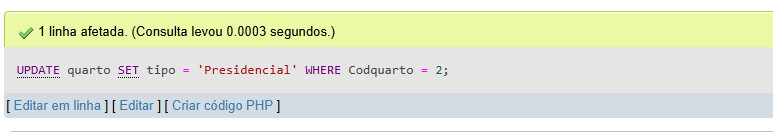 1 linha afetada. (Consulta levou 0.0003 segundos.)
UPDATE quarto SET tipo = 'Presidencial' WHERE Codquarto = 2;
[ Editar em linha ] [ Editar ] [ Criar código PHP ]